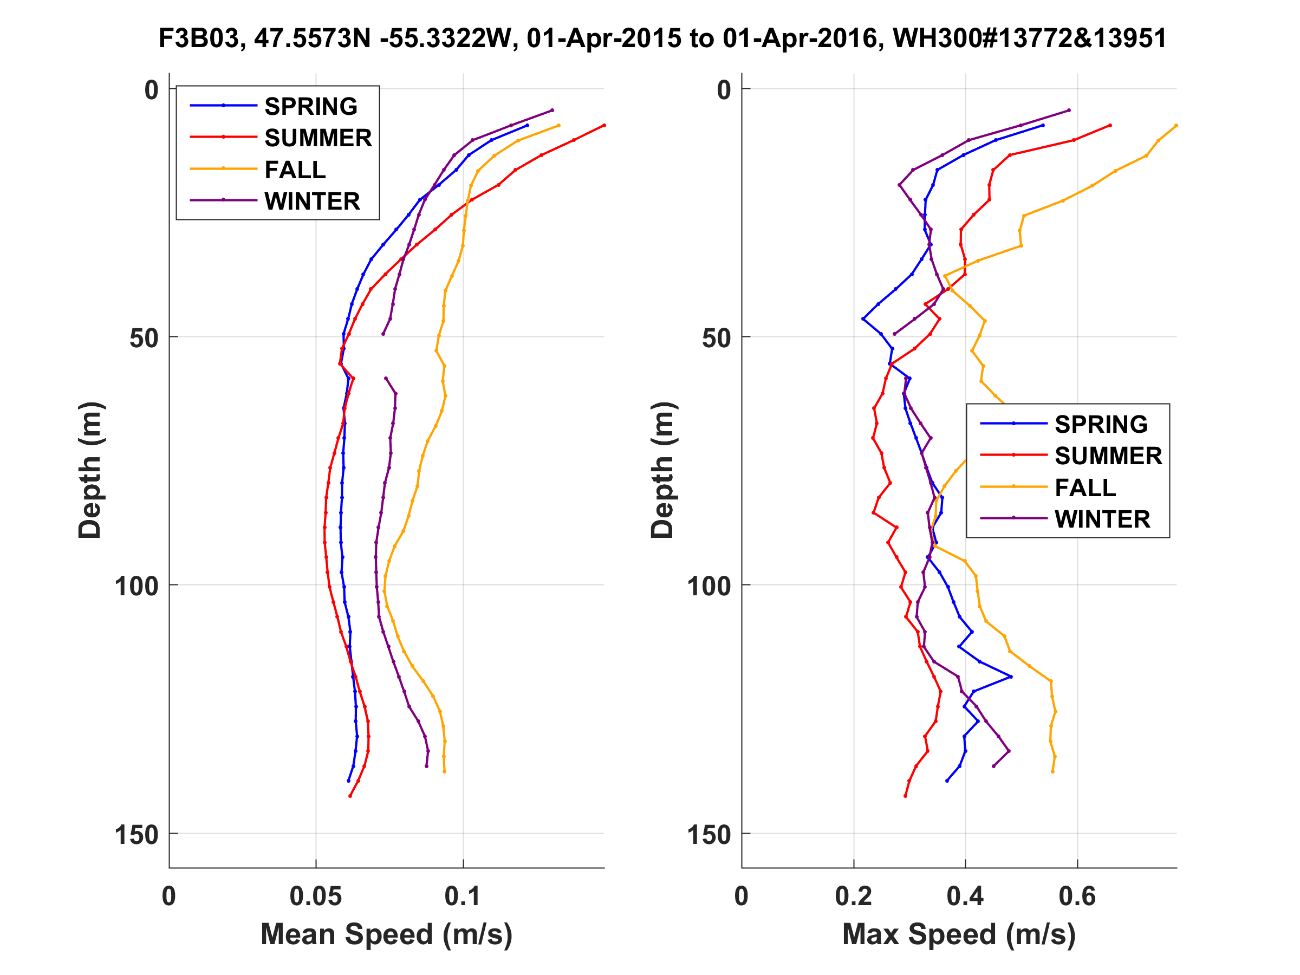 F3B03, 47.5573N -55.3322W, 01-Apr-2015 to 01-Apr-2016, WH300#13772&13951
SPRING
SUMMER
FALL
WINTER
0
50
100
150
Depth (m)
0
0.05
0.1
Mean Speed (m/s)
SPRING
SUMMER
FALL
WINTER
0
50
100
150
Depth (m)
0
0.2
0.4
0.6
Max Speed (m/s)